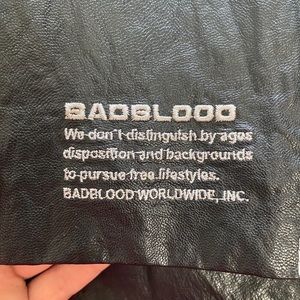 BADBLOOD
We don't distinguish by ages
disposition and backgrounds
to pursue free lifestyles.
BADBLOOD WORLDWIDE, INC.